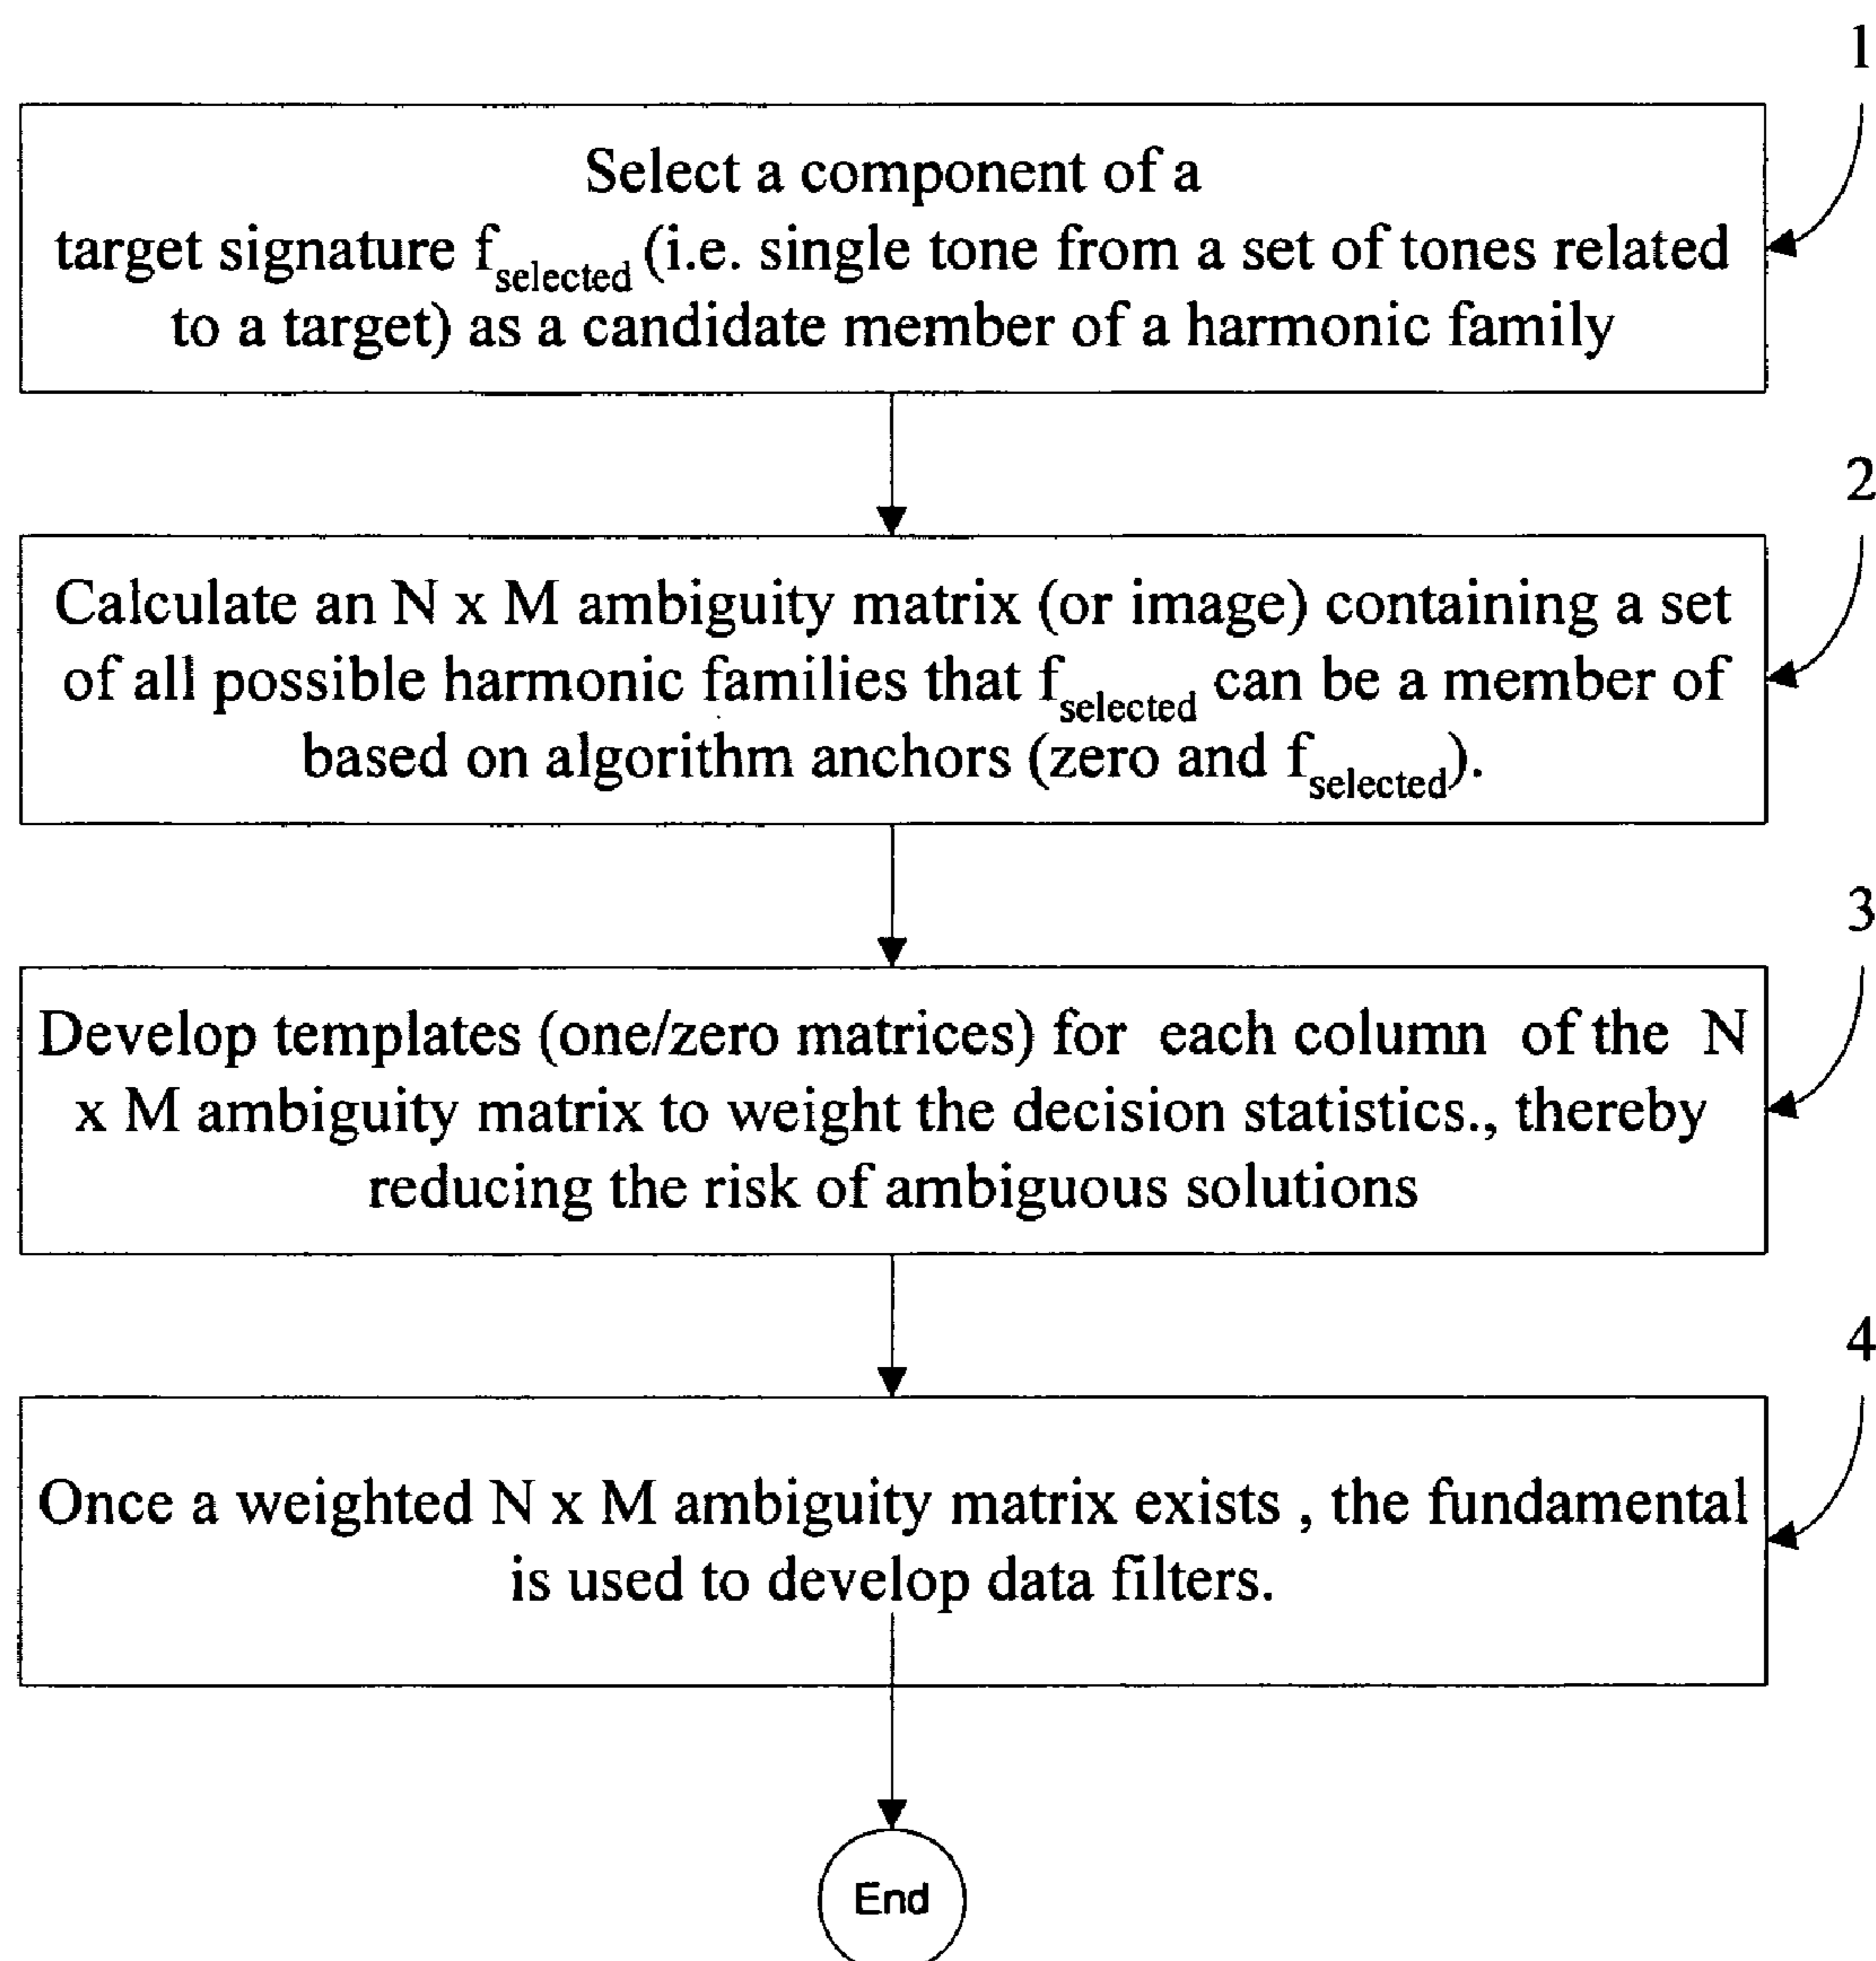 1
Select a component of a
target signature fselected (i.e. single tone from a set of tones related
to a target) as a candidate member of a harmonic family
2
Calculate an N x M ambiguity matrix (or image) containing a set
of all possible harmonic families that fselected can be a member of
based on algorithm anchors (zero and fselected).
3
Develop templates (one/zero matrices) for each column of the N
x M ambiguity matrix to weight the decision statistics., thereby
reducing the risk of ambiguous solutions
4
Once a weighted N x M ambiguity matrix exists , the fundamental
is used to develop data filters.
End